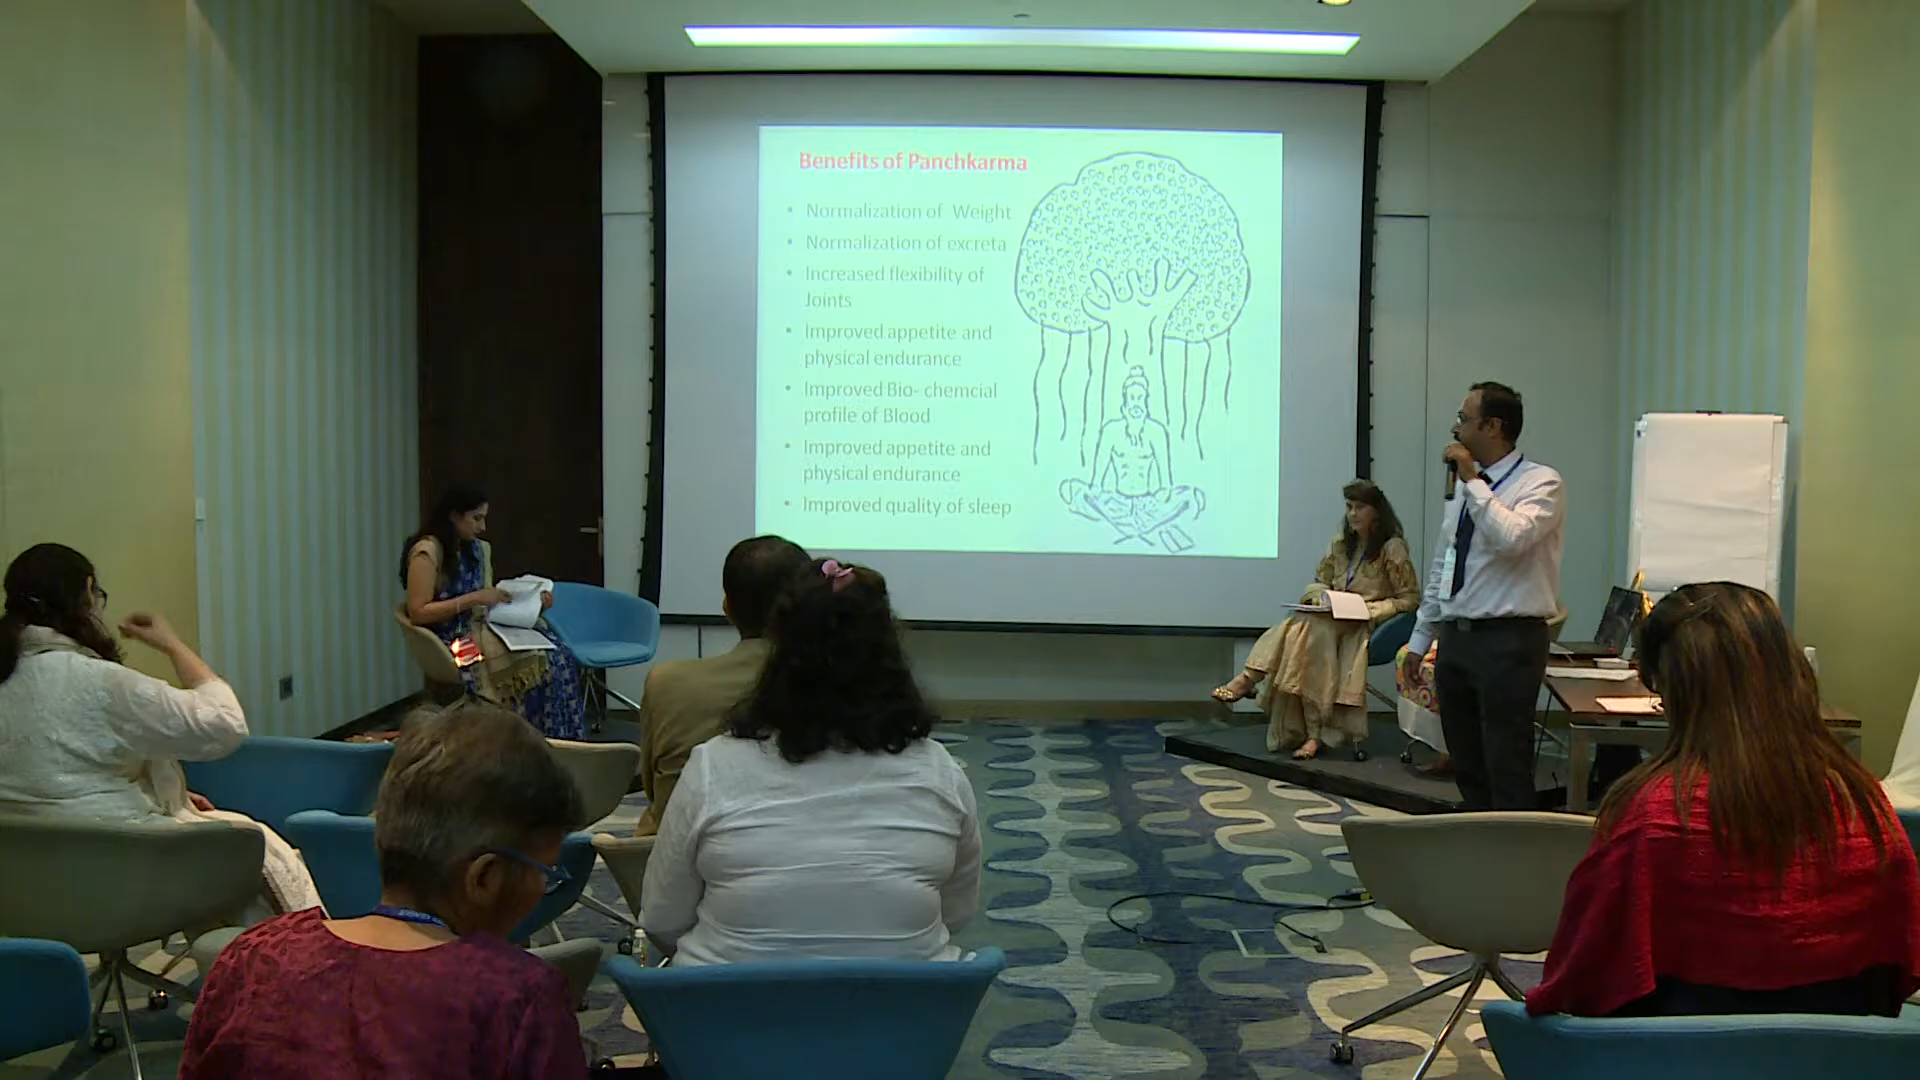 Benefits of Panchkarma
• Normalization of Weight
• Normalization of excreta
• Increased flexibility of
Joints
• Improved appetite and
physical endurance
• Improved Bio- chemcial
profile of Blood
• Improved appetite and
physical endurance
• Improved quality of sleep